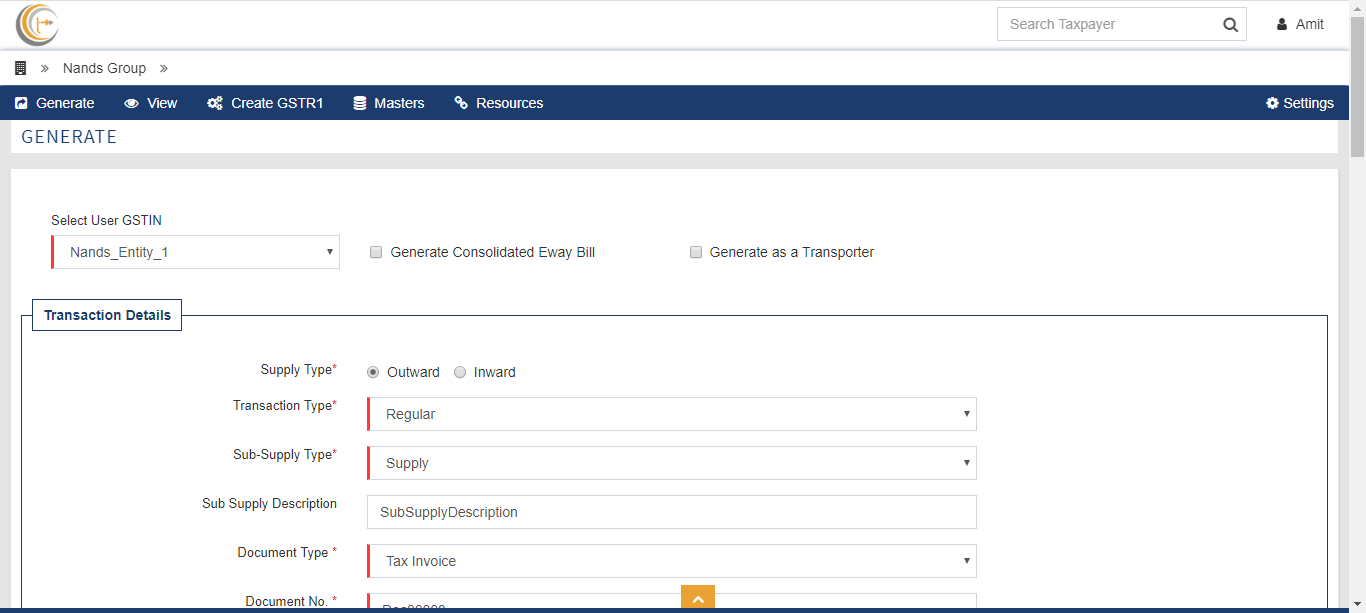 Search Taxpayer
Amit
» Nands Group »
Generate View Create GSTR1 Masters Resources Settings
GENERATE
Select User GSTIN
Nands_Entity_1
Generate Consolidated Eway Bill
Generate as a Transporter
Transaction Details
Supply Type* Outward Inward
Transaction Type* Regular
Sub-Supply Type* Supply
Sub Supply Description SubSupplyDescription
Document Type * Tax Invoice
Document No. *